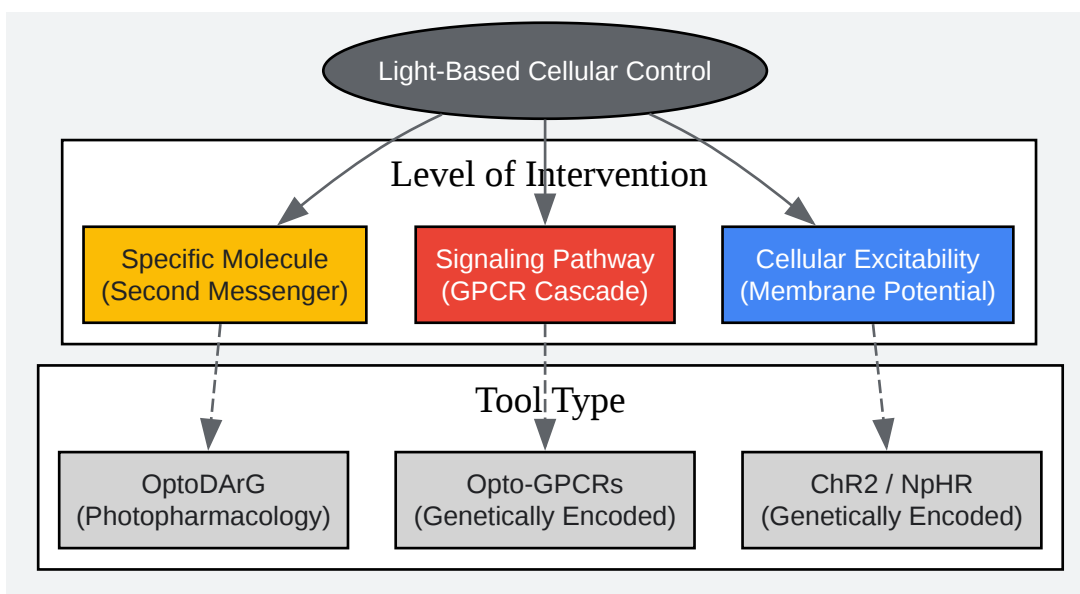 Light-Based Cellular Control
Level of Intervention
Specific Molecule
(Second Messenger)
Signaling Pathway
(GPCR Cascade)
Cellular Excitability
(Membrane Potential)
Tool Type
OptoDArG
(Photopharmacology)
Opto-GPCRs
(Genetically Encoded)
ChR2 / NpHR
(Genetically Encoded)